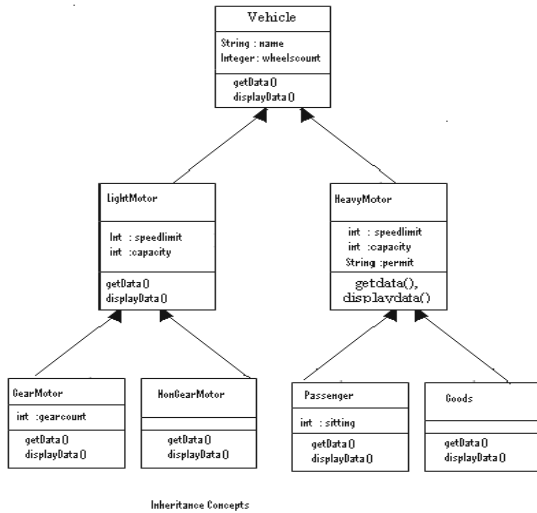 Vehicle
String : name
Integer : wheelscount
getData()
displayData()
LightMotor
Int : speedlimit
int :capacity
getData()
displayData()
HeavyMotor
int : speedlimit
int :capacity
String :permit
getdata(),
displaydata()
GearMotor
int :gearcount
getData()
displayData()
NonGearMotor
getData()
displayData()
Passenger
int : sitting
getData()
displayData()
Goods
getData()
displayData()
Inheritance Concepts